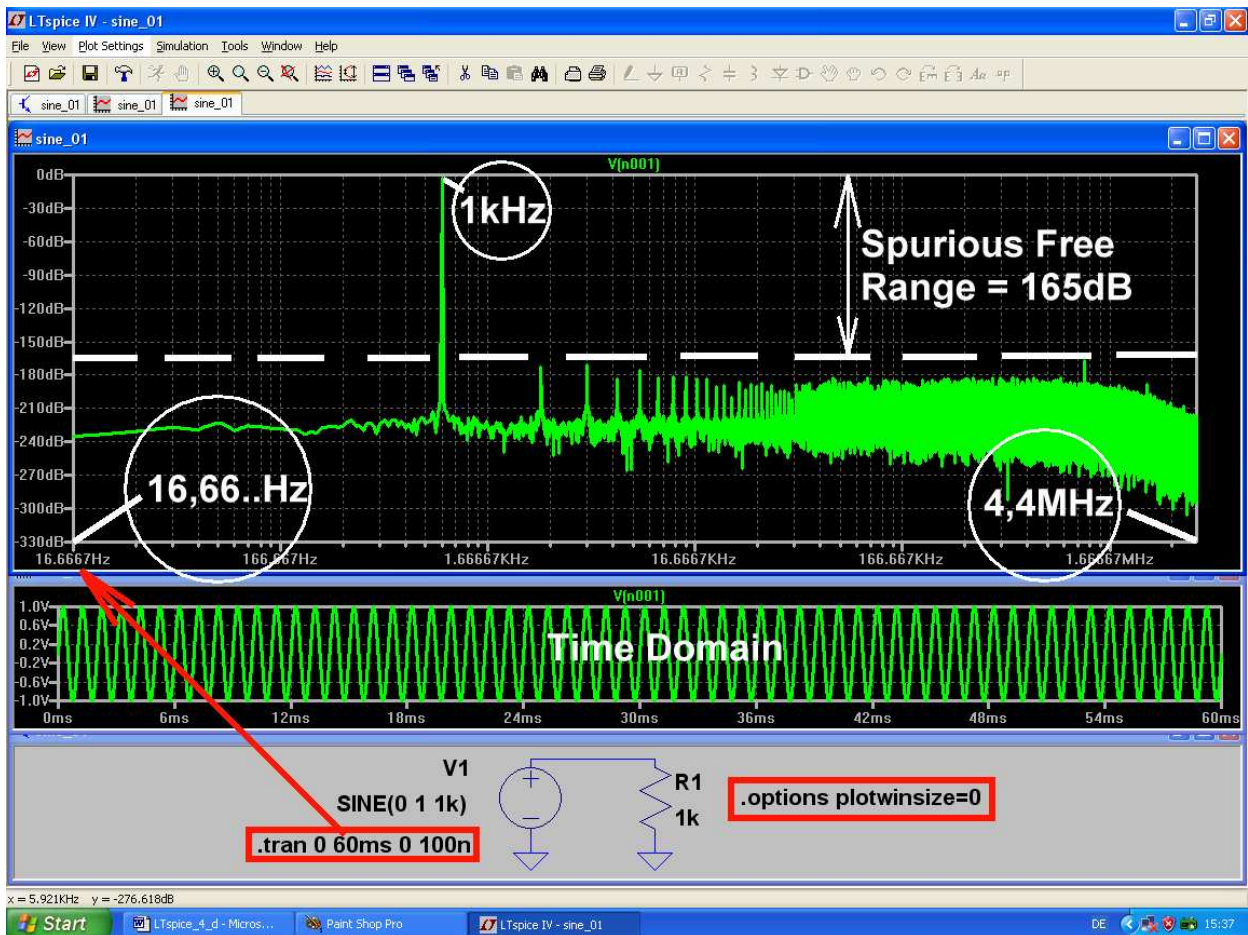 LTspice IV - sine_01
File View Plot Settings Simulation Tools Window Help
sine_01 sine_01 sine_01
sine_01
V(n001)
0dB
-30dB
-60dB
-90dB
-120dB
-150dB
-180dB
-210dB
-240dB
-270dB
-300dB
-330dB
1kHz
Spurious Free
Range = 165dB
16,66..Hz
4,4MHz
16.6667Hz 166.667Hz 1.66667KHz 16.6667KHz 166.667KHz 1.66667MHz
V(n001)
1.0V
0.6V
0.2V
-0.2V
-0.6V
-1.0V
Time Domain
0ms 6ms 12ms 18ms 24ms 30ms 36ms 42ms 48ms 54ms 60ms
V1
SINE(0 1 1k)
.tran 0 60ms 0 100n
R1
1k
.options plotwinsize=0
x = 5.921KHz y = -276.618dB
Start LTspice_4_d - Micros... Paint Shop Pro LTspice IV - sine_01 DE 15:37